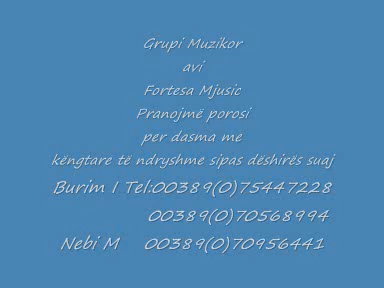 Grupi Muzikor
avi
Fortesa Mjusic
Pranojmë porosi
per dasma me
këngtare të ndryshme sipas dëshirës suaj
Burim I Tel:00389(0)75447228
00389(0)70568994
Nebi M 00389(0)70956441